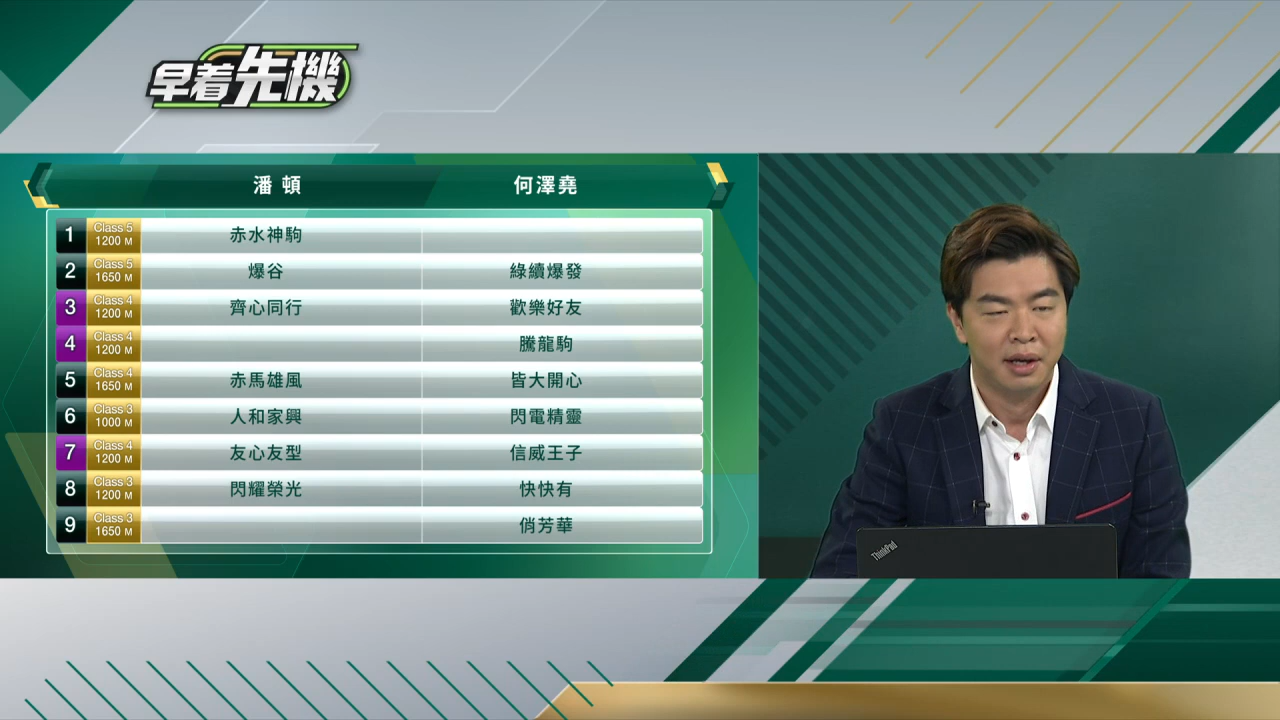 早着先機
潘頓 何澤堯
1 Class 5 1200 M 赤水神駒
2 Class 5 1650 M 爆谷 綠續爆發
3 Class 4 1200 M 齊心同行 歡樂好友
4 Class 4 1200 M 騰龍駒
5 Class 4 1650 M 赤馬雄風 皆大開心
6 Class 3 1000 M 人和家興 閃電精靈
7 Class 4 1200 M 友心友型 信威王子
8 Class 3 1200 M 閃耀榮光 快快有
9 Class 3 1650 M 俏芳華
ThinkPad